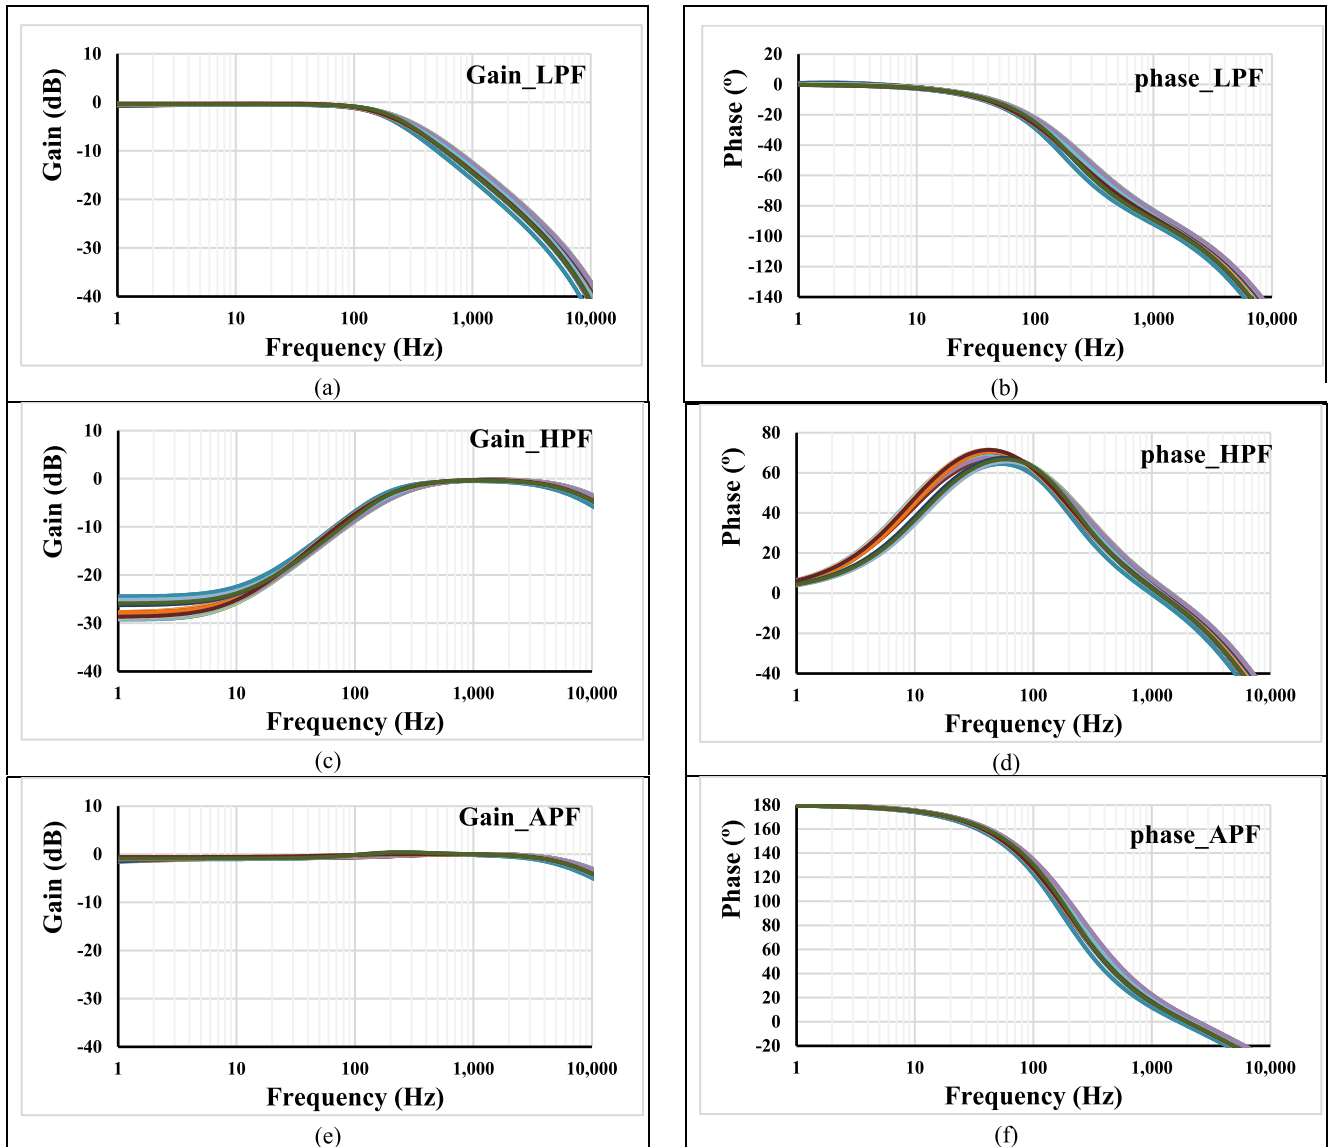 10
0
-10
-20
-30
-40
Gain (dB)
Gain_LPF
1 10 100 1,000 10,000
Frequency (Hz)
(a)
20
0
-20
-40
-60
-80
-100
-120
-140
Phase (º)
phase_LPF
1 10 100 1,000 10,000
Frequency (Hz)
(b)
10
0
-10
-20
-30
-40
Gain (dB)
Gain_HPF
1 10 100 1,000 10,000
Frequency (Hz)
(c)
80
60
40
20
0
-20
-40
Phase (º)
phase_HPF
1 10 100 1,000 10,000
Frequency (Hz)
(d)
10
0
-10
-20
-30
-40
Gain (dB)
Gain_APF
1 10 100 1,000 10,000
Frequency (Hz)
(e)
180
160
140
120
100
80
60
40
20
0
-20
Phase (º)
phase_APF
1 10 100 1,000 10,000
Frequency (Hz)
(f)